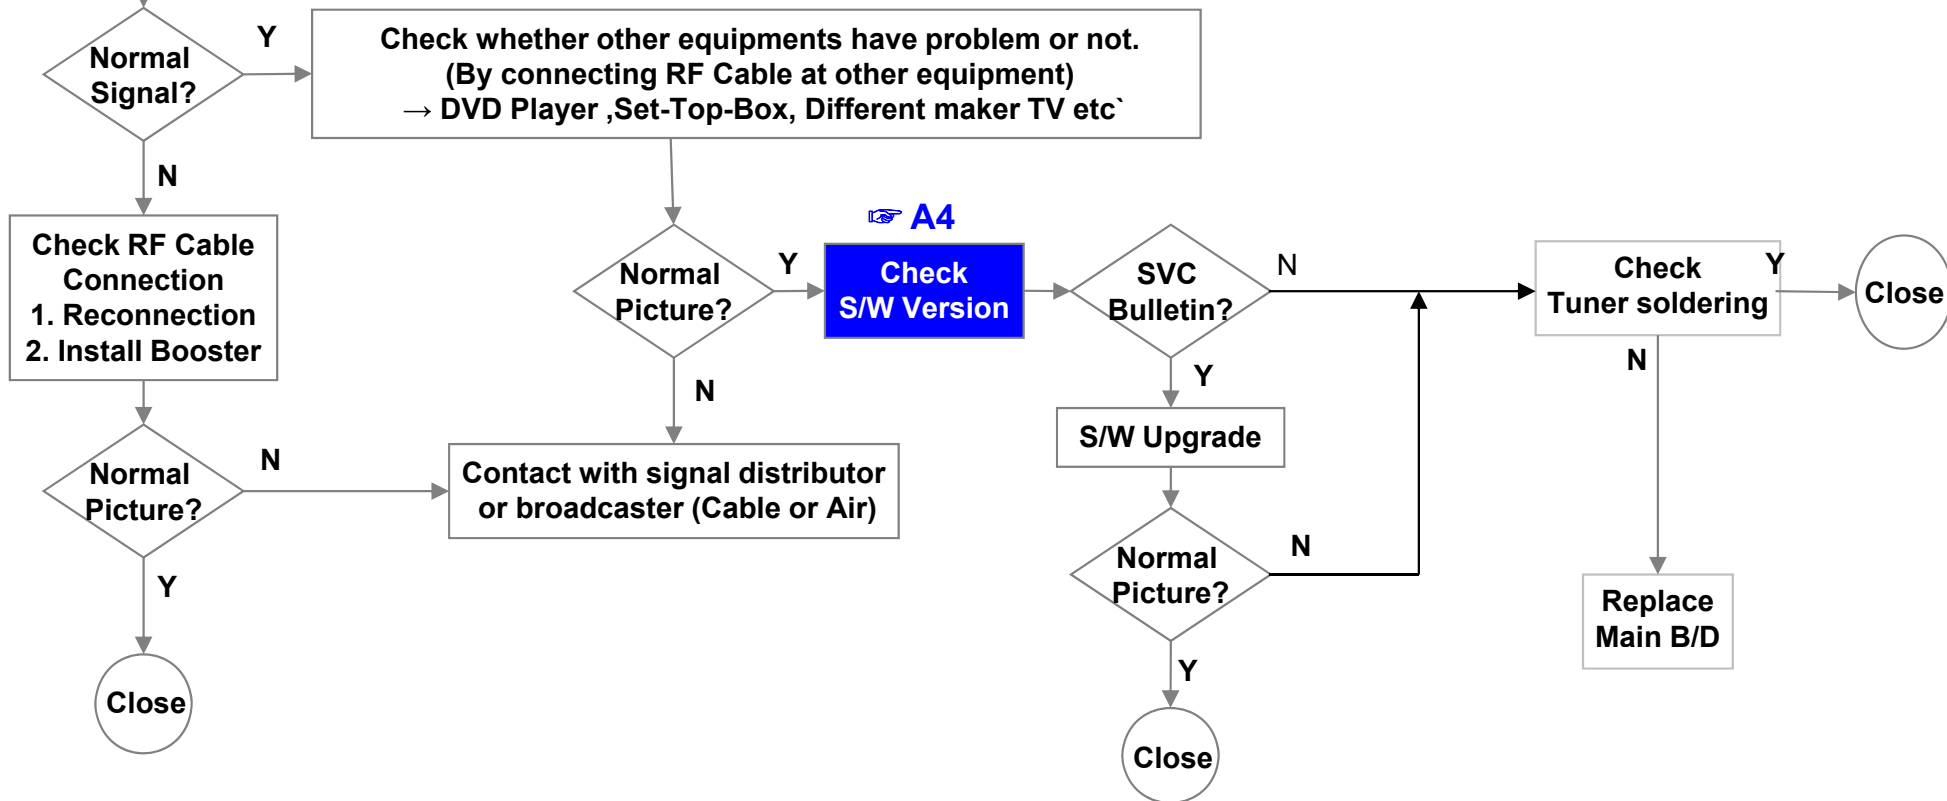 Normal
Signal?
Y
Check whether other equipments have problem or not.
(By connecting RF Cable at other equipment)
→ DVD Player ,Set-Top-Box, Different maker TV etc`
N
Check RF Cable
Connection
1. Reconnection
2. Install Booster
Normal
Picture?
N
Y
Close
Normal
Picture?
Y
N
Contact with signal distributor
or broadcaster (Cable or Air)
☞ A4
Check
S/W Version
SVC
Bulletin?
N
Y
S/W Upgrade
Normal
Picture?
N
Y
Close
Check
Tuner soldering
Y
Close
N
Replace
Main B/D